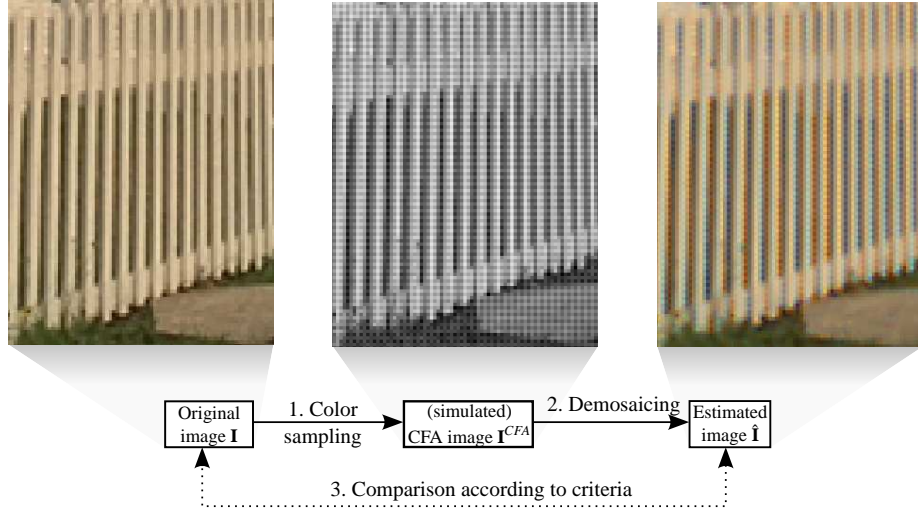 1. Color
sampling
2. Demosaicing
Original
image I
(simulated)
CFA image I^CFA
Estimated
image Î
3. Comparison according to criteria